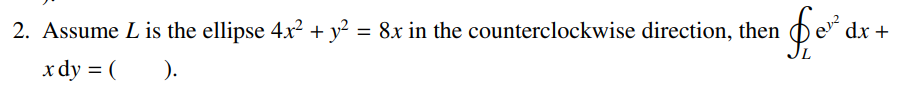 2. Assume L is the ellipse 4x² + y² = 8x in the counterclockwise direction, then ∮_L e^{y²} dx +
x dy = (      ).